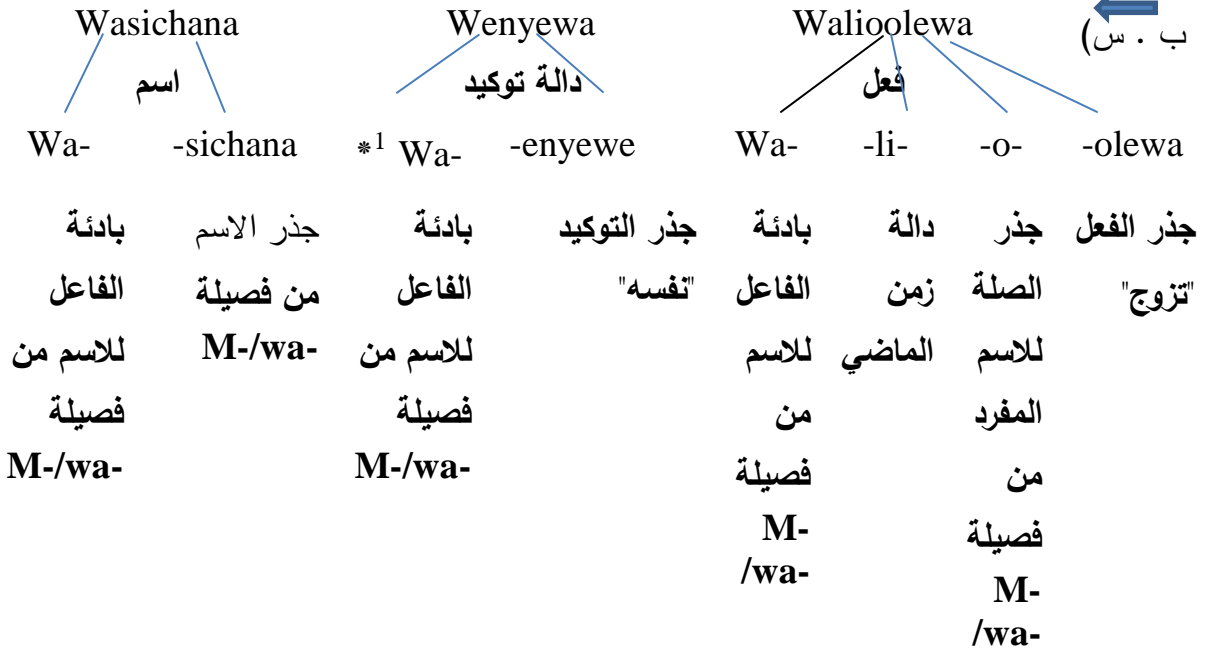 Wasichana Wenyewa Walioolewa ب . س)
اسم دالة توكيد فعل
Wa- -sichana *1 Wa- -enyewe Wa- -li- -o- -olewa
بادئة جذر الاسم بادئة جذر التوكيد بادئة دالة جذر جذر الفعل
الفاعل من فصيلة الفاعل "نفسه" الفاعل زمن الصلة "تزوج"
للاسم من M-/wa- للاسم من للاسم الماضي للاسم
فصيلة فصيلة من المفرد
M-/wa- M-/wa- فصيلة من
M- فصيلة
/wa- M-
/wa-